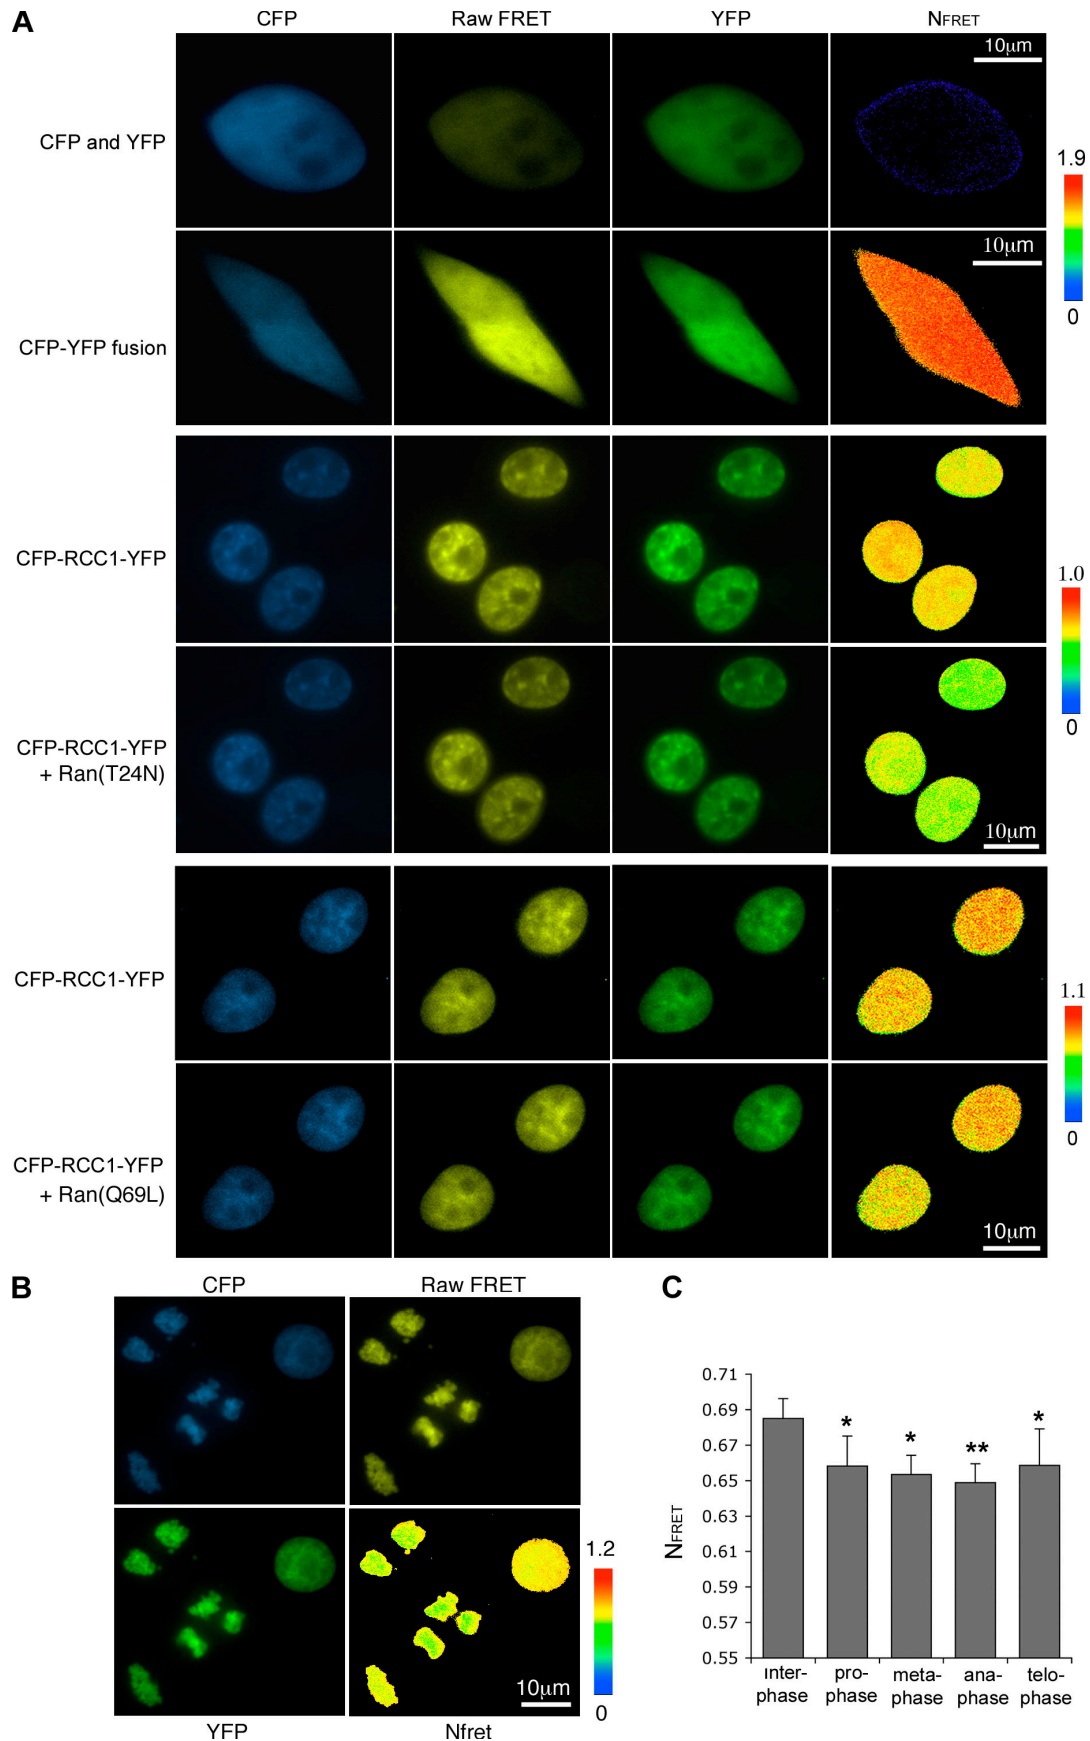 A
CFP
Raw FRET
YFP
NFRET
10μm
CFP and YFP
1.9
0
10μm
CFP-YFP fusion
CFP-RCC1-YFP
1.0
0
CFP-RCC1-YFP
+ Ran(T24N)
10μm
CFP-RCC1-YFP
1.1
0
CFP-RCC1-YFP
+ Ran(Q69L)
10μm
B
CFP
Raw FRET
YFP
Nfret
10μm
1.2
0
C
NFRET
0.71
0.69
0.67
0.65
0.63
0.61
0.59
0.57
0.55
*
*
**
*
inter-
phase
pro-
phase
meta-
phase
ana-
phase
telo-
phase